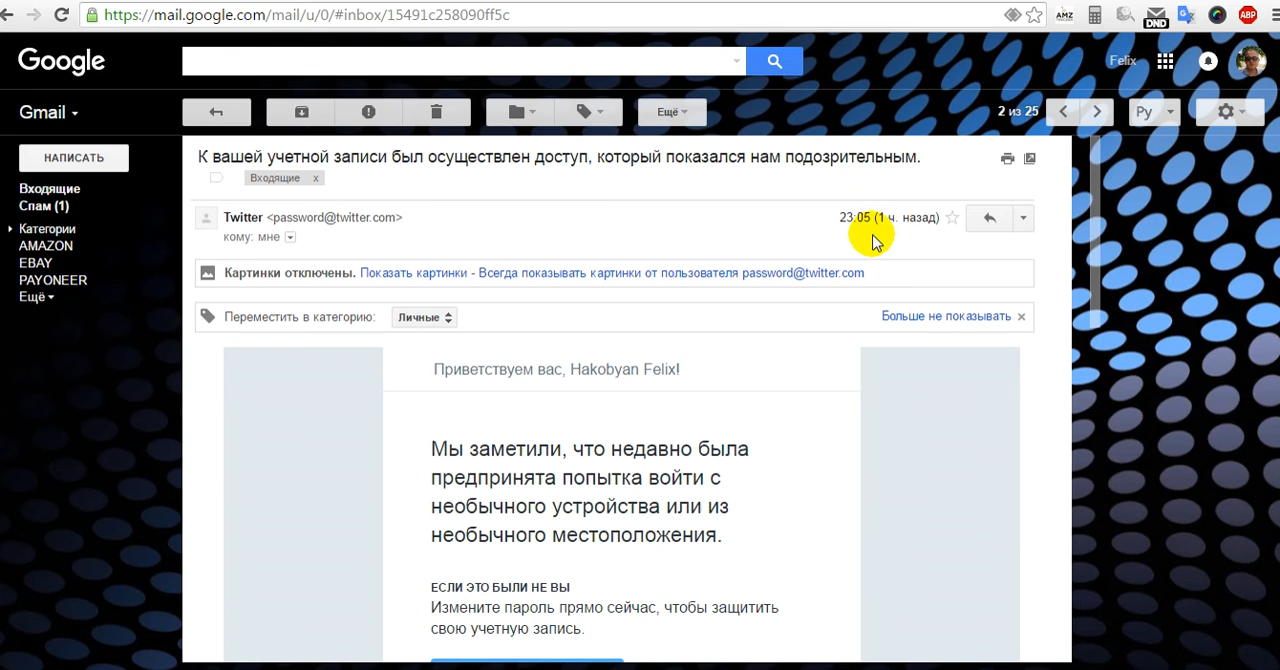 https://mail.google.com/mail/u/0/#inbox/15491c258090ff5c
AMZ
DND
ABP
Google
Felix
Gmail
Ещё
2 из 25
Ру
НАПИСАТЬ
К вашей учетной записи был осуществлен доступ, который показался нам подозрительным.
Входящие x
Входящие
Спам (1)
Категории
AMAZON
EBAY
PAYONEER
Ещё
Twitter <password@twitter.com>
23:05 (1 ч. назад)
кому: мне
Картинки отключены. Показать картинки - Всегда показывать картинки от пользователя password@twitter.com
Переместить в категорию: Личные
Больше не показывать ×
Приветствуем вас, Hakobyan Felix!
Мы заметили, что недавно была
предпринята попытка войти с
необычного устройства или из
необычного местоположения.
ЕСЛИ ЭТО БЫЛИ НЕ ВЫ
Измените пароль прямо сейчас, чтобы защитить
свою учетную запись.